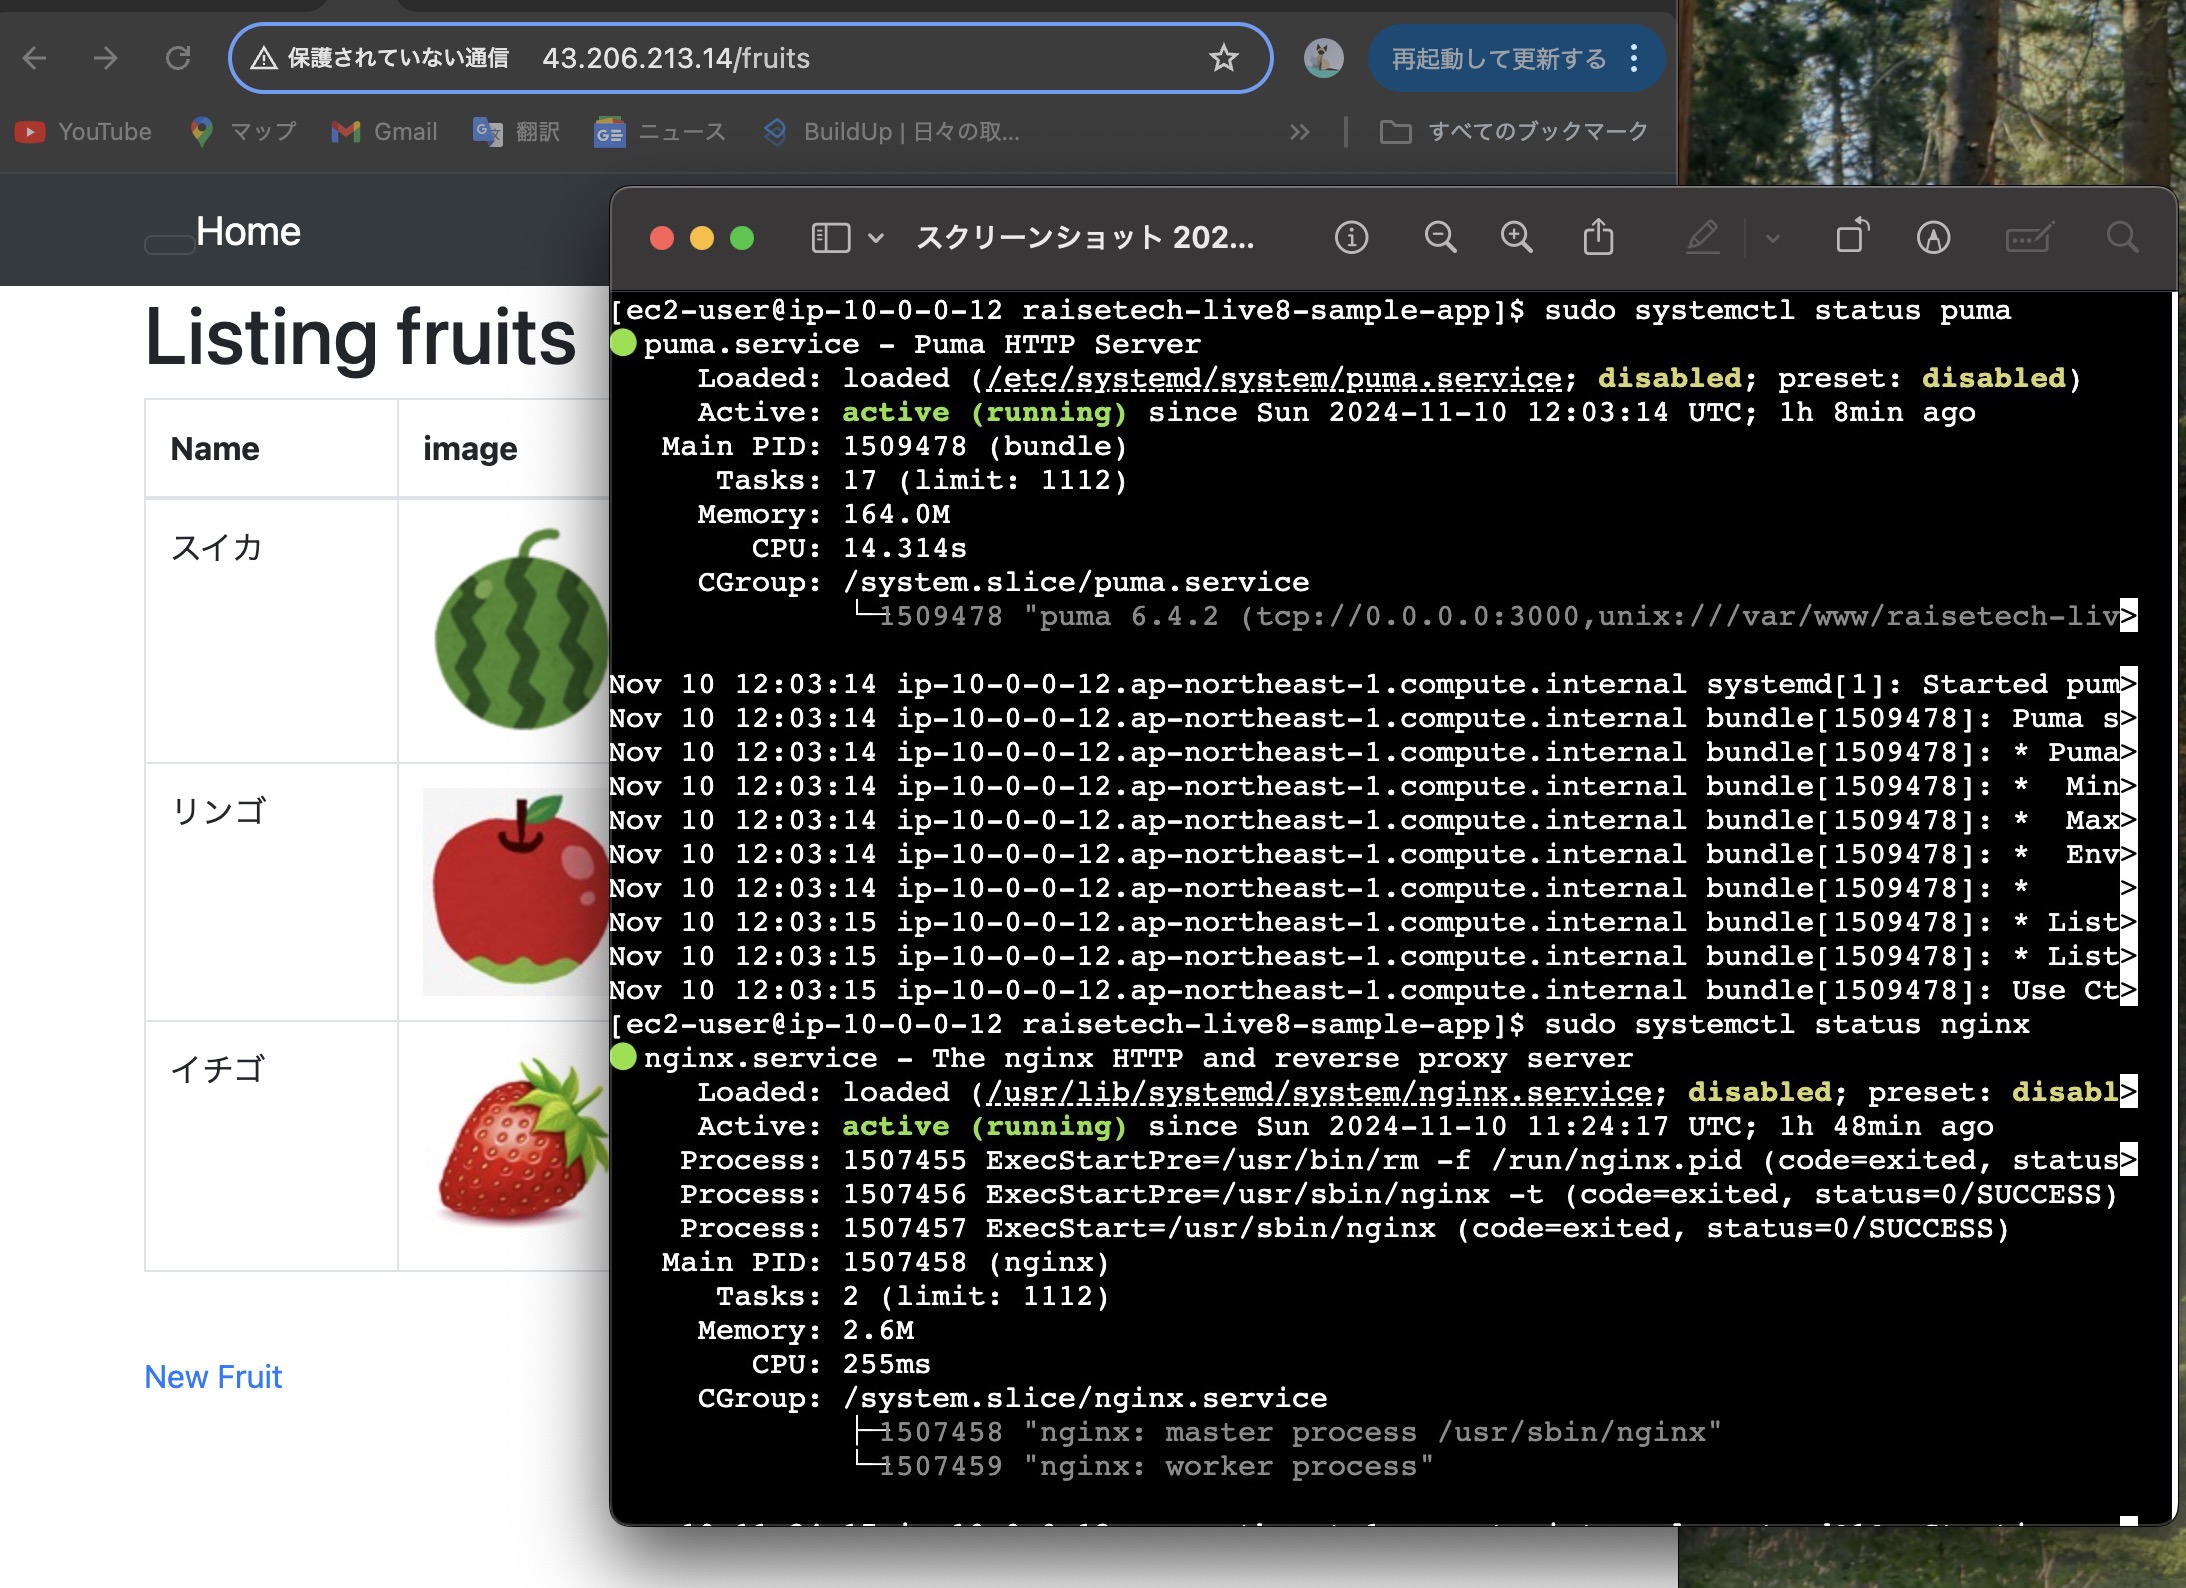 保護されていない通信 43.206.213.14/fruits
再起動して更新する
YouTube マップ Gmail 翻訳 ニュース BuildUp | 日々の取... » すべてのブックマーク
Home
Listing fruits
Name image
スイカ
リンゴ
イチゴ
New Fruit
スクリーンショット 202...
[ec2-user@ip-10-0-0-12 raisetech-live8-sample-app]$ sudo systemctl status puma
puma.service - Puma HTTP Server
Loaded: loaded (/etc/systemd/system/puma.service; disabled; preset: disabled)
Active: active (running) since Sun 2024-11-10 12:03:14 UTC; 1h 8min ago
Main PID: 1509478 (bundle)
Tasks: 17 (limit: 1112)
Memory: 164.0M
CPU: 14.314s
CGroup: /system.slice/puma.service
└─1509478 "puma 6.4.2 (tcp://0.0.0.0:3000,unix:///var/www/raisetech-liv>
Nov 10 12:03:14 ip-10-0-0-12.ap-northeast-1.compute.internal systemd[1]: Started pum>
Nov 10 12:03:14 ip-10-0-0-12.ap-northeast-1.compute.internal bundle[1509478]: Puma s>
Nov 10 12:03:14 ip-10-0-0-12.ap-northeast-1.compute.internal bundle[1509478]: * Puma>
Nov 10 12:03:14 ip-10-0-0-12.ap-northeast-1.compute.internal bundle[1509478]: *  Min>
Nov 10 12:03:14 ip-10-0-0-12.ap-northeast-1.compute.internal bundle[1509478]: *  Max>
Nov 10 12:03:14 ip-10-0-0-12.ap-northeast-1.compute.internal bundle[1509478]: *  Env>
Nov 10 12:03:14 ip-10-0-0-12.ap-northeast-1.compute.internal bundle[1509478]: *     >
Nov 10 12:03:15 ip-10-0-0-12.ap-northeast-1.compute.internal bundle[1509478]: * List>
Nov 10 12:03:15 ip-10-0-0-12.ap-northeast-1.compute.internal bundle[1509478]: * List>
Nov 10 12:03:15 ip-10-0-0-12.ap-northeast-1.compute.internal bundle[1509478]: Use Ct>
[ec2-user@ip-10-0-0-12 raisetech-live8-sample-app]$ sudo systemctl status nginx
nginx.service - The nginx HTTP and reverse proxy server
Loaded: loaded (/usr/lib/systemd/system/nginx.service; disabled; preset: disabl>
Active: active (running) since Sun 2024-11-10 11:24:17 UTC; 1h 48min ago
Process: 1507455 ExecStartPre=/usr/bin/rm -f /run/nginx.pid (code=exited, status>
Process: 1507456 ExecStartPre=/usr/sbin/nginx -t (code=exited, status=0/SUCCESS)
Process: 1507457 ExecStart=/usr/sbin/nginx (code=exited, status=0/SUCCESS)
Main PID: 1507458 (nginx)
Tasks: 2 (limit: 1112)
Memory: 2.6M
CPU: 255ms
CGroup: /system.slice/nginx.service
├─1507458 "nginx: master process /usr/sbin/nginx"
└─1507459 "nginx: worker process"